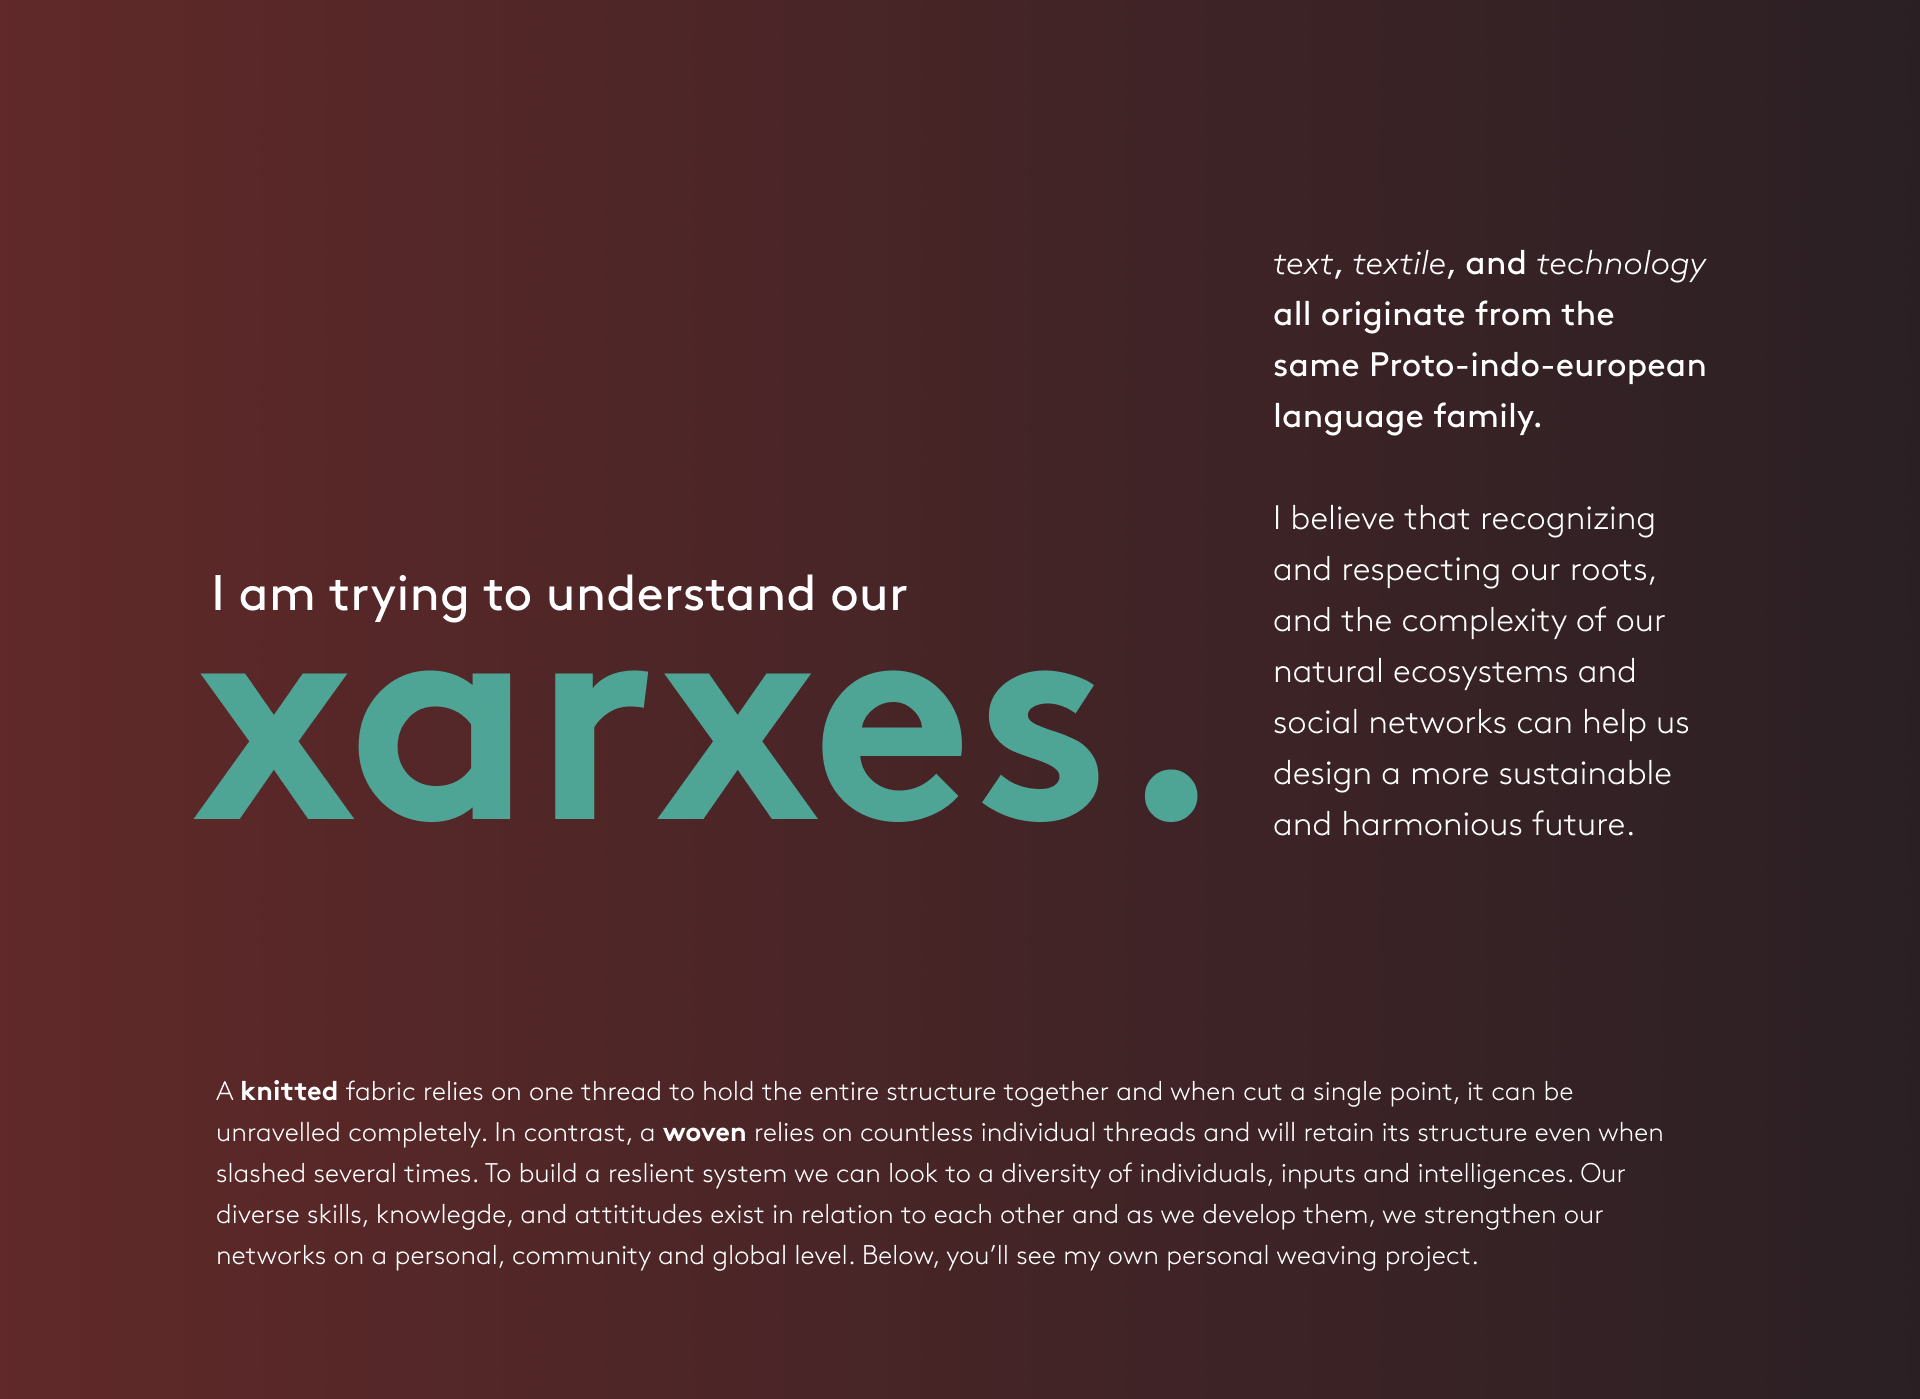 I am trying to understand our
xarxes.
text, textile, and technology
all originate from the
same Proto-indo-european
language family.
I believe that recognizing
and respecting our roots,
and the complexity of our
natural ecosystems and
social networks can help us
design a more sustainable
and harmonious future.
A knitted fabric relies on one thread to hold the entire structure together and when cut a single point, it can be
unravelled completely. In contrast, a woven relies on countless individual threads and will retain its structure even when
slashed several times. To build a reslient system we can look to a diversity of individuals, inputs and intelligences. Our
diverse skills, knowlegde, and attititudes exist in relation to each other and as we develop them, we strengthen our
networks on a personal, community and global level. Below, you’ll see my own personal weaving project.